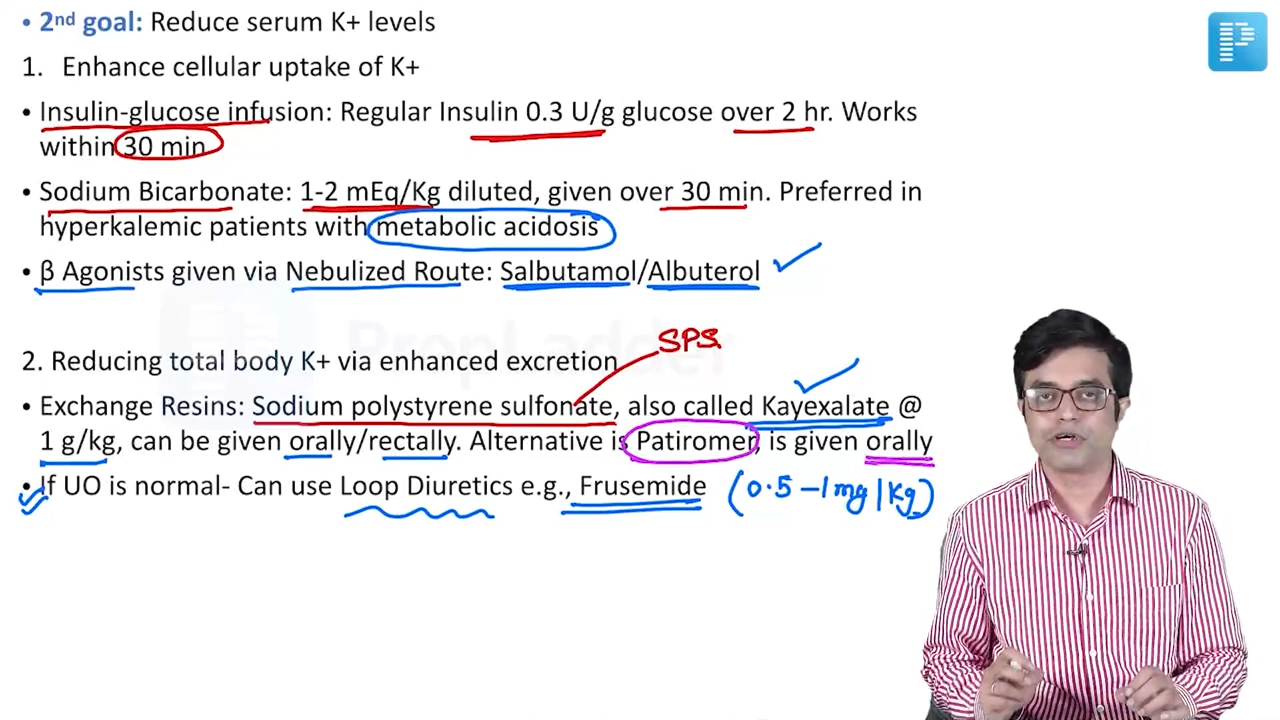 • 2nd goal: Reduce serum K+ levels
1. Enhance cellular uptake of K+
• Insulin-glucose infusion: Regular Insulin 0.3 U/g glucose over 2 hr. Works
within 30 min
• Sodium Bicarbonate: 1-2 mEq/Kg diluted, given over 30 min. Preferred in
hyperkalemic patients with metabolic acidosis
• β Agonists given via Nebulized Route: Salbutamol/Albuterol
PrepLadder
SPS
2. Reducing total body K+ via enhanced excretion
• Exchange Resins: Sodium polystyrene sulfonate, also called Kayexalate @
1 g/kg, can be given orally/rectally. Alternative is Patiromer, is given orally
• If UO is normal- Can use Loop Diuretics e.g., Frusemide (0.5-1mg/Kg)